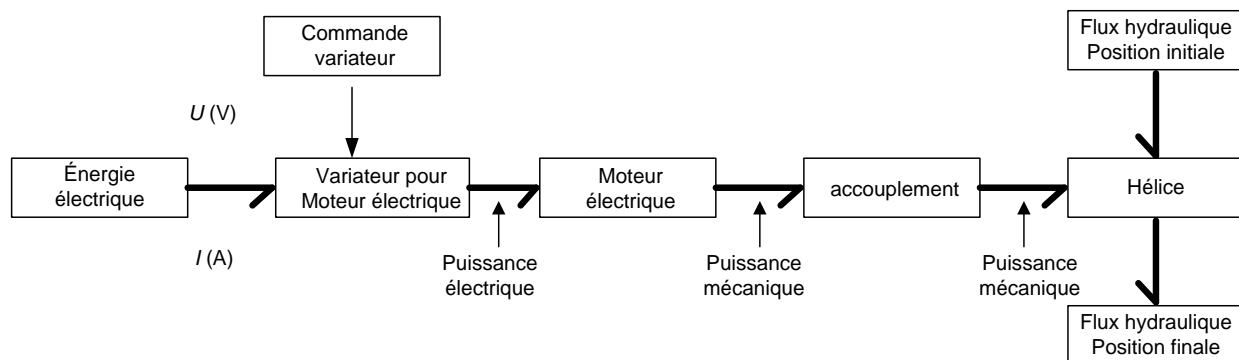 Commande
variateur
Flux hydraulique
Position initiale
U (V)
Énergie
électrique
Variateur pour
Moteur électrique
Moteur
électrique
accouplement
Hélice
I (A)
Puissance
électrique
Puissance
mécanique
Puissance
mécanique
Flux hydraulique
Position finale